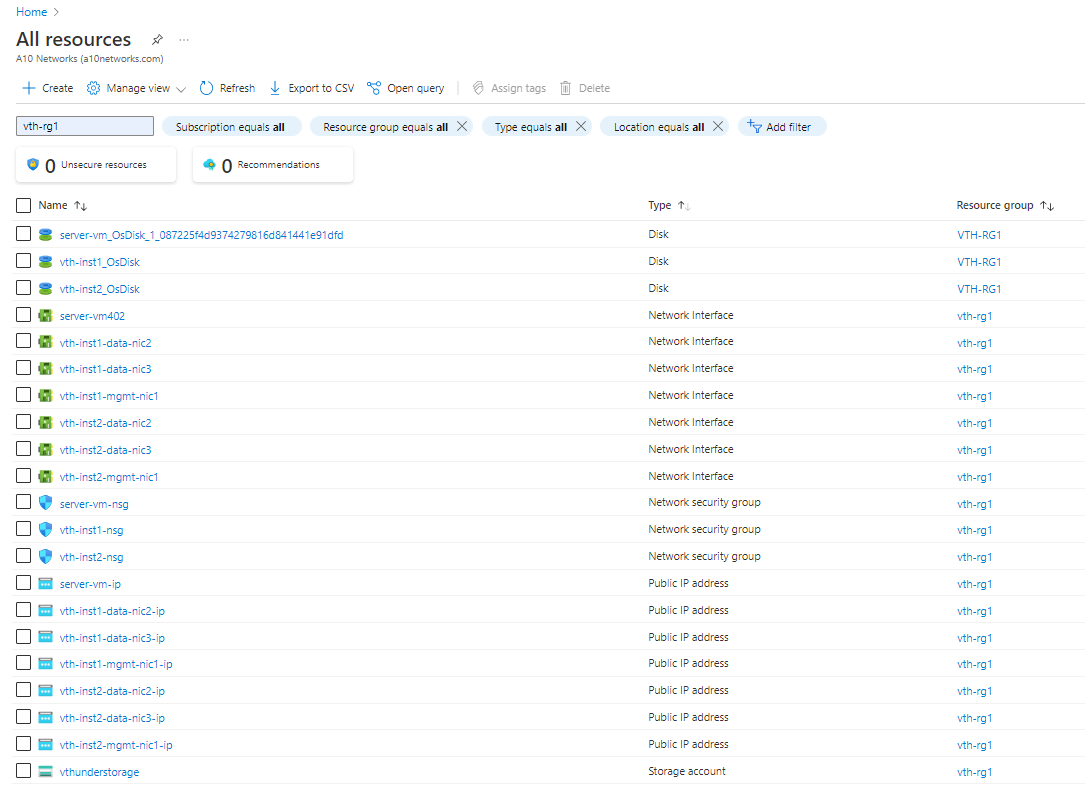 Home >
All resources ...
A10 Networks (a10networks.com)
Create Manage view Refresh Export to CSV Open query Assign tags Delete
vth-rg1 Subscription equals all Resource group equals all Type equals all Location equals all Add filter
0 Unsecure resources 0 Recommendations
Name Type Resource group
server-vm_OsDisk_1_087225f4d9374279816d841441e91dfd Disk VTH-RG1
vth-inst1_OsDisk Disk VTH-RG1
vth-inst2_OsDisk Disk VTH-RG1
server-vm402 Network Interface vth-rg1
vth-inst1-data-nic2 Network Interface vth-rg1
vth-inst1-data-nic3 Network Interface vth-rg1
vth-inst1-mgmt-nic1 Network Interface vth-rg1
vth-inst2-data-nic2 Network Interface vth-rg1
vth-inst2-data-nic3 Network Interface vth-rg1
vth-inst2-mgmt-nic1 Network Interface vth-rg1
server-vm-nsg Network security group vth-rg1
vth-inst1-nsg Network security group vth-rg1
vth-inst2-nsg Network security group vth-rg1
server-vm-ip Public IP address vth-rg1
vth-inst1-data-nic2-ip Public IP address vth-rg1
vth-inst1-data-nic3-ip Public IP address vth-rg1
vth-inst1-mgmt-nic1-ip Public IP address vth-rg1
vth-inst2-data-nic2-ip Public IP address vth-rg1
vth-inst2-data-nic3-ip Public IP address vth-rg1
vth-inst2-mgmt-nic1-ip Public IP address vth-rg1
vthunderstorage Storage account vth-rg1